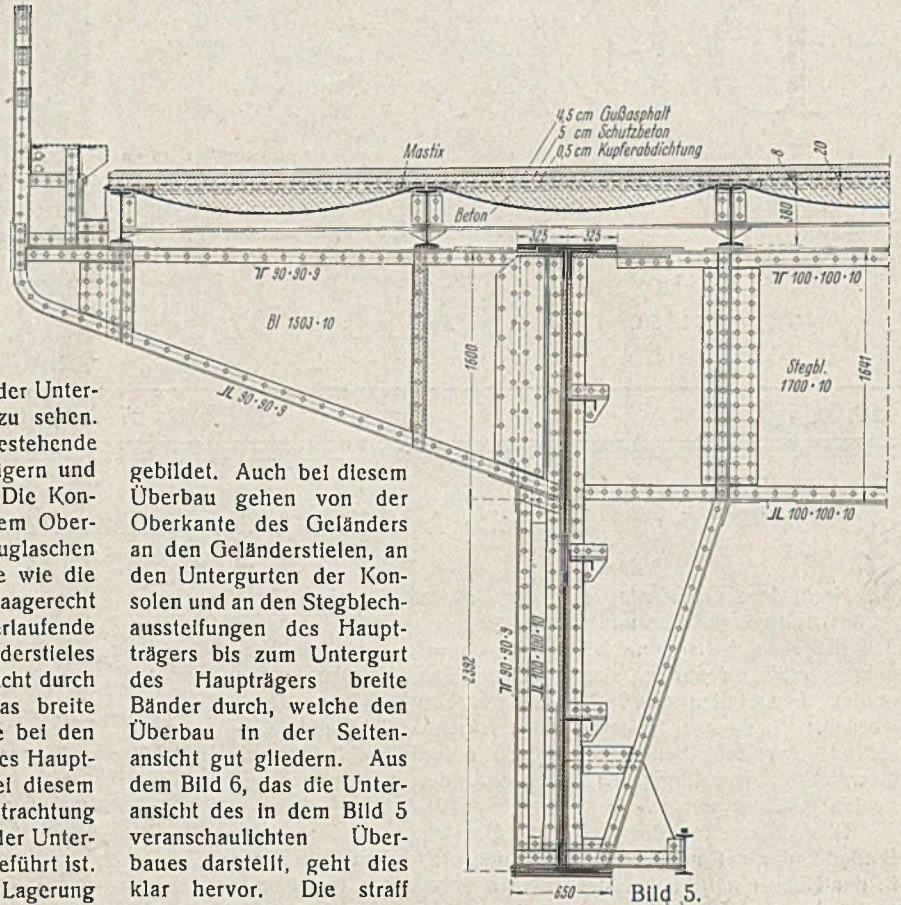 4,5 cm Gußasphalt
5 cm Schutzbeton
0,5 cm Kupferabdichtung
Mastix
8
20
180
Beton
325
325
90·90·9
100·100·10
Bl 1503·10
1600
Stegbl.
1700·10
1641
JL 90·90·9
JL 100·100·10
2392
90·90·9
JL 100·100·10
650
Bild 5.
der Unter-
zu sehen.
estehende
igern und
Die Kon-
em Ober-
uglaschen
e wie die
aagerecht
erlaufende
derstieles
icht durch
as breite
e bei den
es Haupt-
ei diesem
trachtung
der Unter-
eführt ist.
Lagerung
gebildet. Auch bei diesem
Überbau gehen von der
Oberkante des Geländers
an den Geländerstielen, an
den Untergurten der Kon-
solen und an den Stegblech-
aussteifungen des Haupt-
trägers bis zum Untergurt
des Haupträgers breite
Bänder durch, welche den
Überbau in der Seiten-
ansicht gut gliedern. Aus
dem Bild 6, das die Unter-
ansicht des in dem Bild 5
veranschaulichten Über-
baues darstellt, geht dies
klar hervor. Die straff